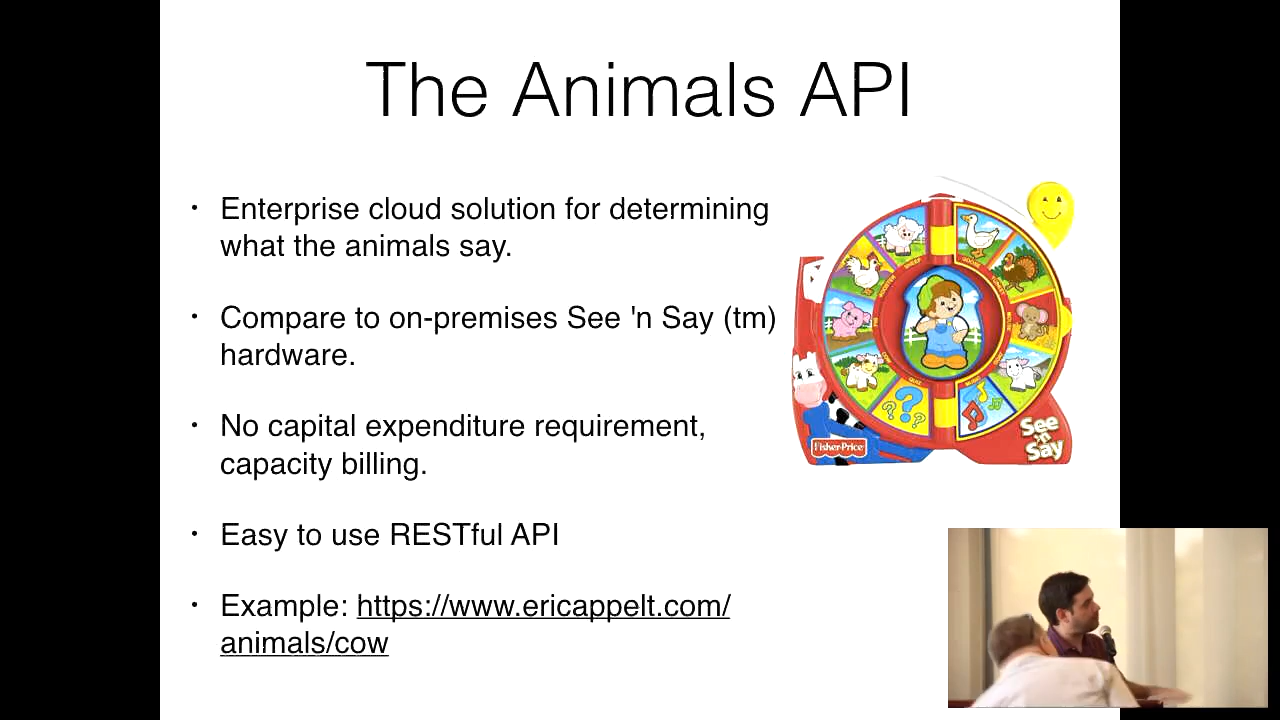 The Animals API
• Enterprise cloud solution for determining
what the animals say.
• Compare to on-premises See 'n Say (tm)
hardware.
• No capital expenditure requirement,
capacity billing.
• Easy to use RESTful API
• Example: https://www.ericappelt.com/
animals/cow
Fisher-Price
See
'n
Say